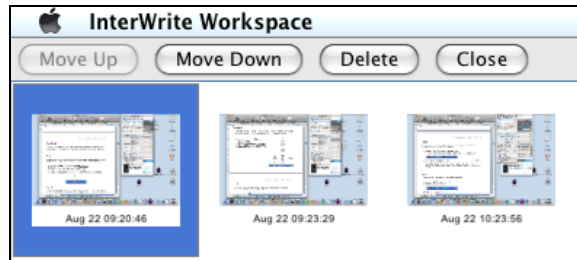 InterWrite Workspace
Move Up Move Down Delete Close
Aug 22 09:20:46 Aug 22 09:23:29 Aug 22 10:23:56